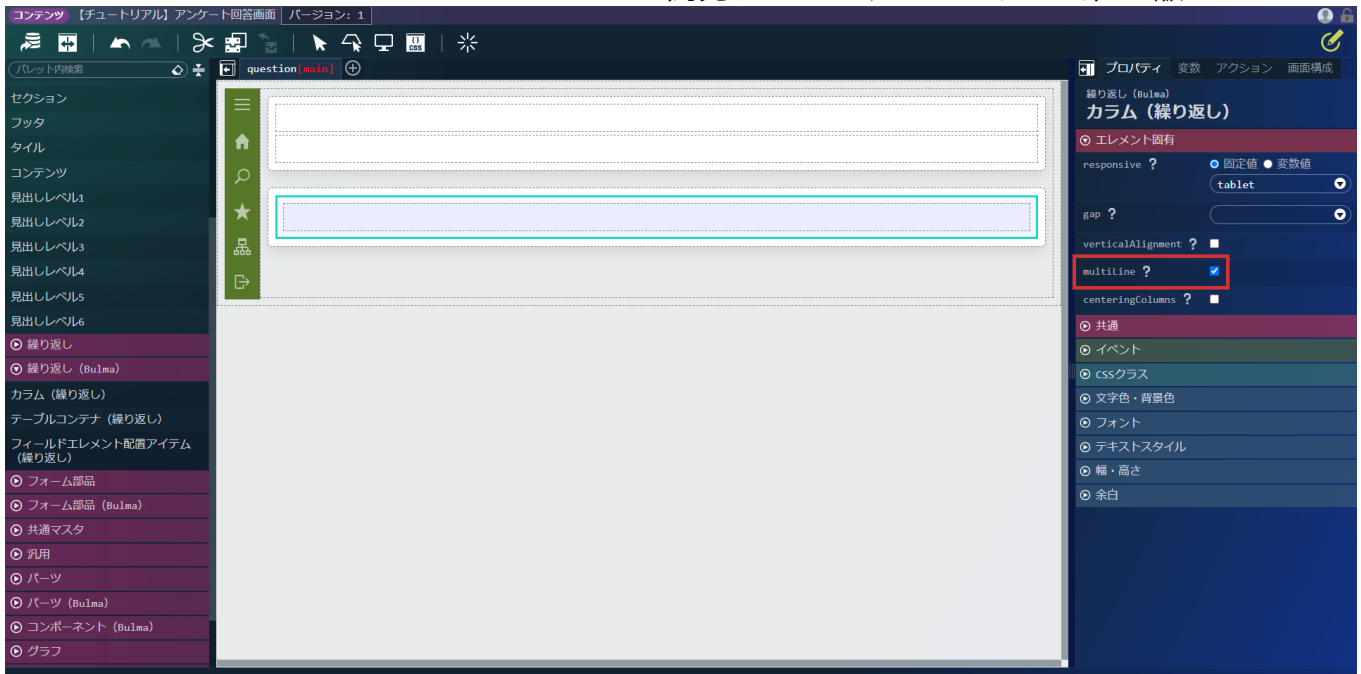 コンテンツ 【チュートリアル】アンケート回答画面 バージョン: 1
パレット内検索
question[main]
セクション
フッタ
タイル
コンテンツ
見出しレベル1
見出しレベル2
見出しレベル3
見出しレベル4
見出しレベル5
見出しレベル6
繰り返し
繰り返し (Bulma)
カラム (繰り返し)
テーブルコンテナ (繰り返し)
フィールドエレメント配置アイテム
(繰り返し)
フォーム部品
フォーム部品 (Bulma)
共通マスタ
汎用
パーツ
パーツ (Bulma)
コンポーネント (Bulma)
グラフ
プロパティ 変数 アクション 画面構成
繰り返し (Bulma)
カラム (繰り返し)
エレメント固有
responsive ? 固定値 変数値
tablet
gap ?
verticalAlignment ?
multiLine ?
centeringColumns ?
共通
イベント
CSSクラス
文字色・背景色
フォント
テキストスタイル
幅・高さ
余白